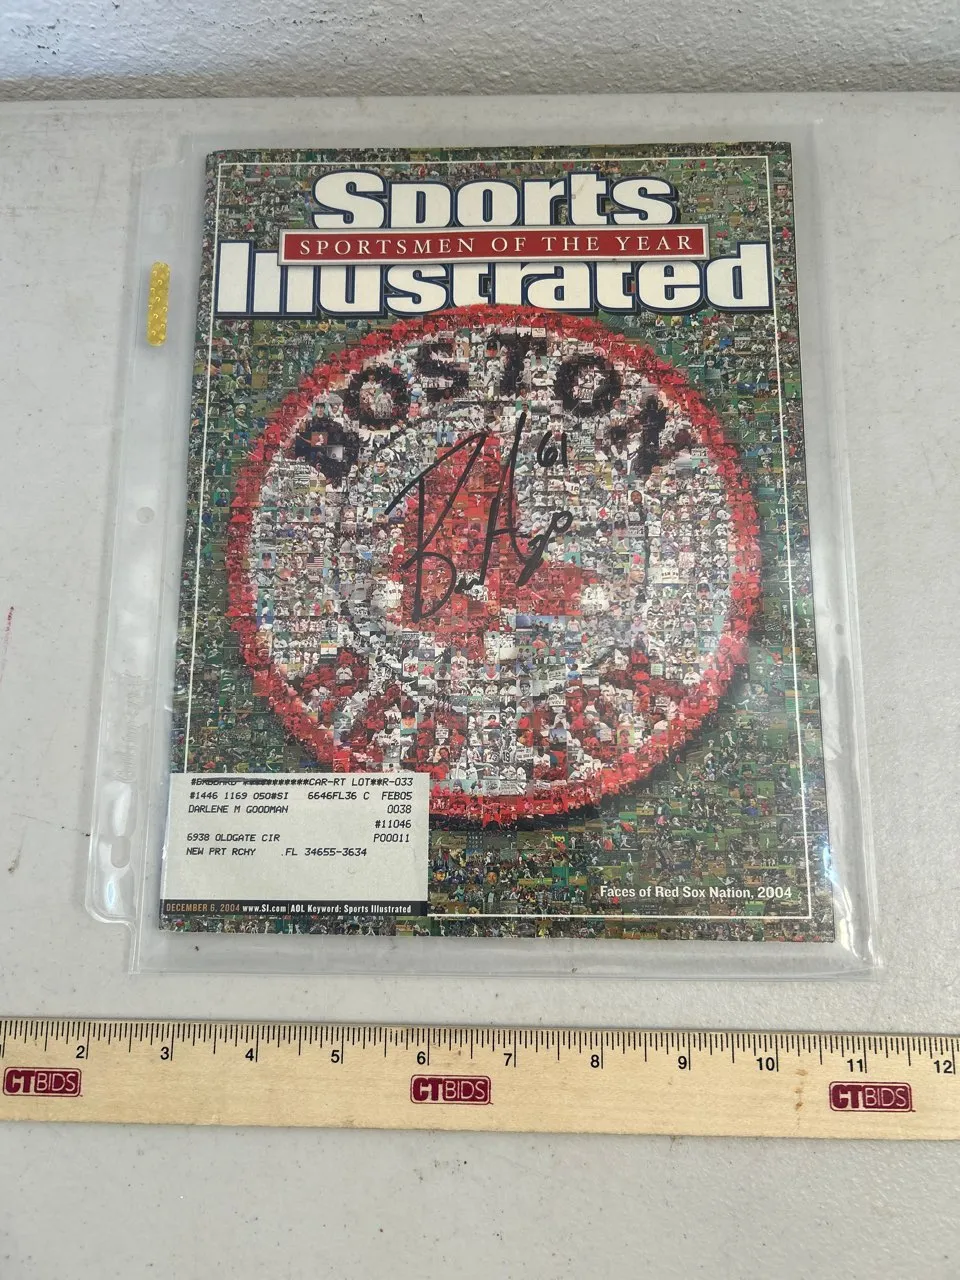 Sports
SPORTSMEN OF THE YEAR
Illustrated
BOSTON
61
CAR-RT LOT**R-033
#1446 1169 050#SI 6646FL36 C FEB05
DARLENE M GOODMAN 0038
#11046
6938 OLDGATE CIR P00011
NEW PRT RCHY .FL 34655-3634
Faces of Red Sox Nation, 2004
DECEMBER 6, 2004 www.SI.com | AOL Keyword: Sports Illustrated
2 3 4 5 6 7 8 9 10 11 12
CTBIDS CTBIDS CTBIDS